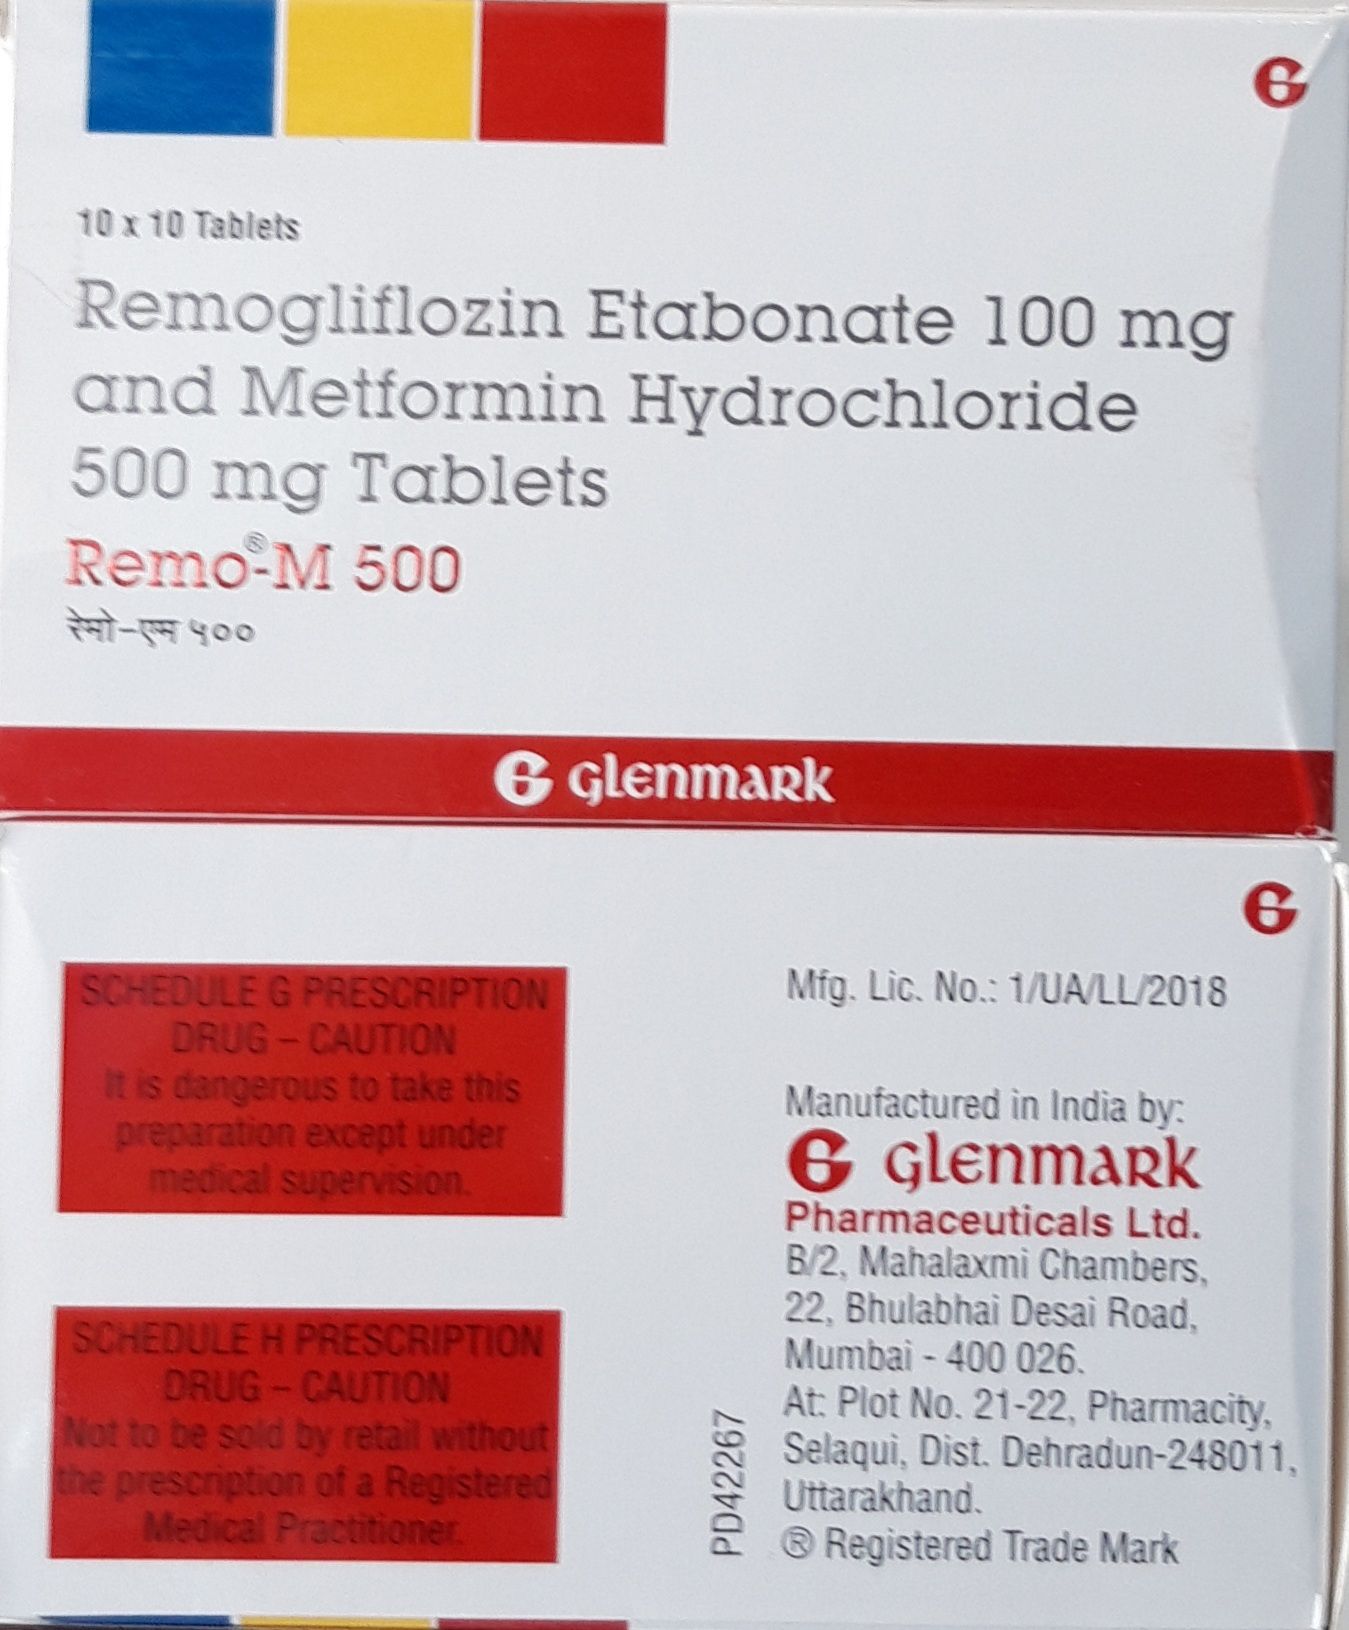 10 x 10 Tablets
Remogliflozin Etabonate 100 mg
and Metformin Hydrochloride
500 mg Tablets
Remo®-M 500
रेमो-एम ५००
Glenmark
SCHEDULE G PRESCRIPTION
DRUG – CAUTION
It is dangerous to take this
preparation except under
medical supervision.
SCHEDULE H PRESCRIPTION
DRUG – CAUTION
Not to be sold by retail without
the prescription of a Registered
Medical Practitioner.
PD42267
Mfg. Lic. No.: 1/UA/LL/2018
Manufactured in India by:
Glenmark
Pharmaceuticals Ltd.
B/2, Mahalaxmi Chambers,
22, Bhulabhai Desai Road,
Mumbai - 400 026.
At: Plot No. 21-22, Pharmacity,
Selaqui, Dist. Dehradun-248011,
Uttarakhand.
® Registered Trade Mark